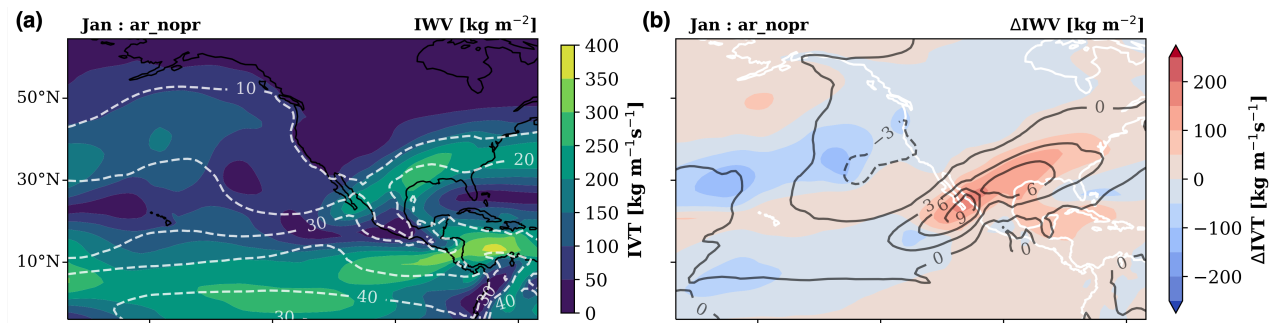 (a)
Jan : ar_nopr
IWV [kg m⁻²]
50°N
30°N
10°N
10
20
30
40
30
30
40
400
350
300
250
200
150
100
50
0
IVT [kg m⁻¹s⁻¹]
(b)
Jan : ar_nopr
ΔIWV [kg m⁻²]
0
−3
3
6
9
6
0
0
0
0
200
100
0
−100
−200
ΔIVT [kg m⁻¹s⁻¹]